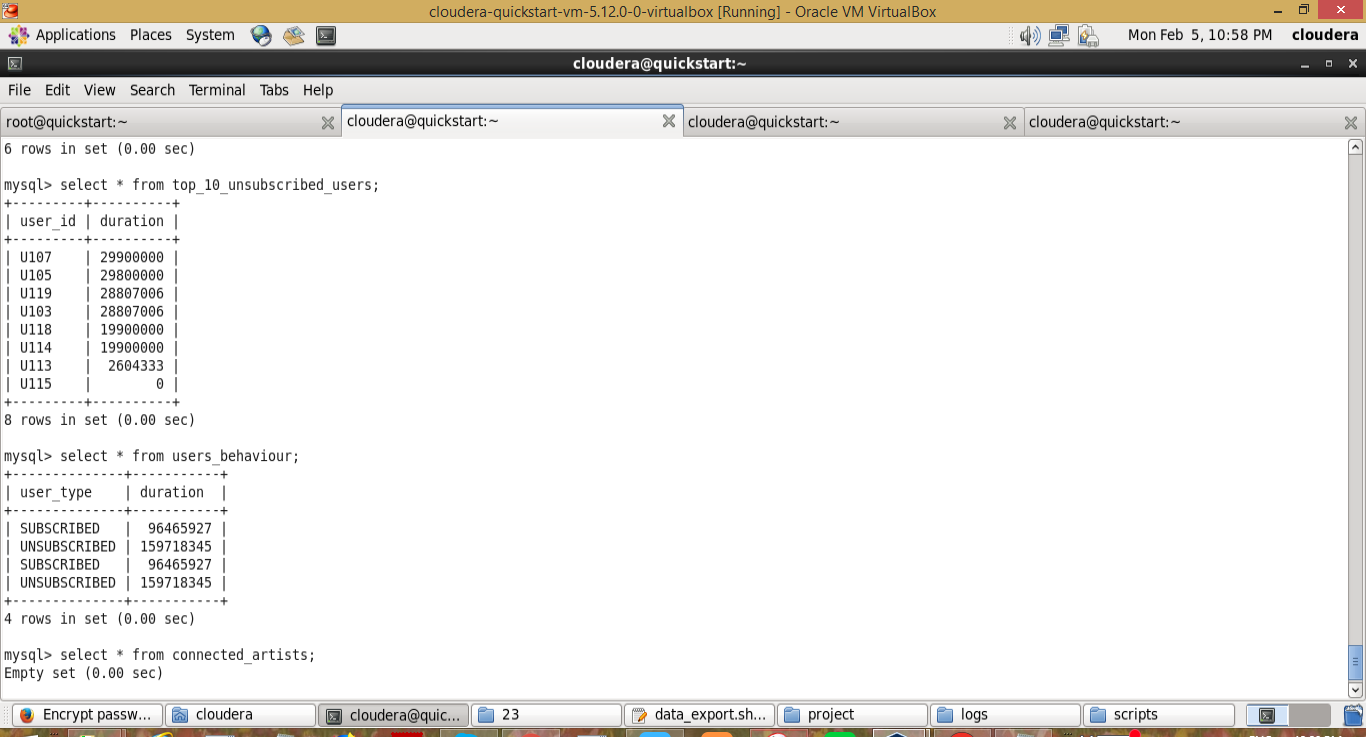 cloudera-quickstart-vm-5.12.0-0-virtualbox [Running] - Oracle VM VirtualBox
Applications Places System Mon Feb 5, 10:58 PM cloudera
cloudera@quickstart:~
File Edit View Search Terminal Tabs Help
root@quickstart:~ cloudera@quickstart:~ cloudera@quickstart:~ cloudera@quickstart:~
6 rows in set (0.00 sec)
mysql> select * from top_10_unsubscribed_users;
+---------+----------+
| user_id | duration |
+---------+----------+
| U107    | 29900000 |
| U105    | 29800000 |
| U119    | 28807006 |
| U103    | 28807006 |
| U118    | 19900000 |
| U114    | 19900000 |
| U113    |  2604333 |
| U115    |        0 |
+---------+----------+
8 rows in set (0.00 sec)
mysql> select * from users_behaviour;
+--------------+-----------+
| user_type    | duration  |
+--------------+-----------+
| SUBSCRIBED   |  96465927 |
| UNSUBSCRIBED | 159718345 |
| SUBSCRIBED   |  96465927 |
| UNSUBSCRIBED | 159718345 |
+--------------+-----------+
4 rows in set (0.00 sec)
mysql> select * from connected_artists;
Empty set (0.00 sec)
Encrypt passw... cloudera cloudera@quic... 23 data_export.sh... project logs scripts